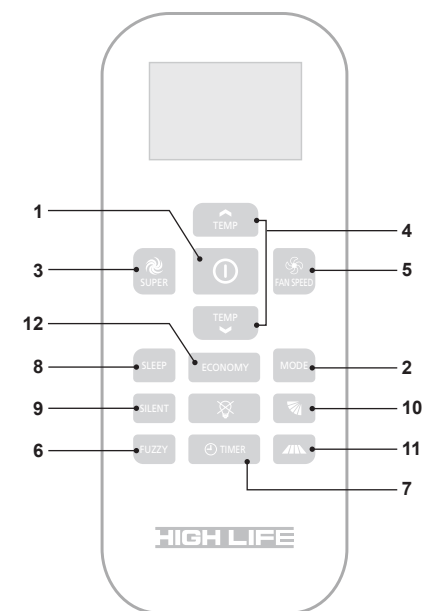 TEMP
1
4
3
SUPER
FAN SPEED
5
TEMP
12
8
SLEEP
ECONOMY
MODE
2
9
SILENT
10
6
FUZZY
TIMER
11
7
HIGH LIFE